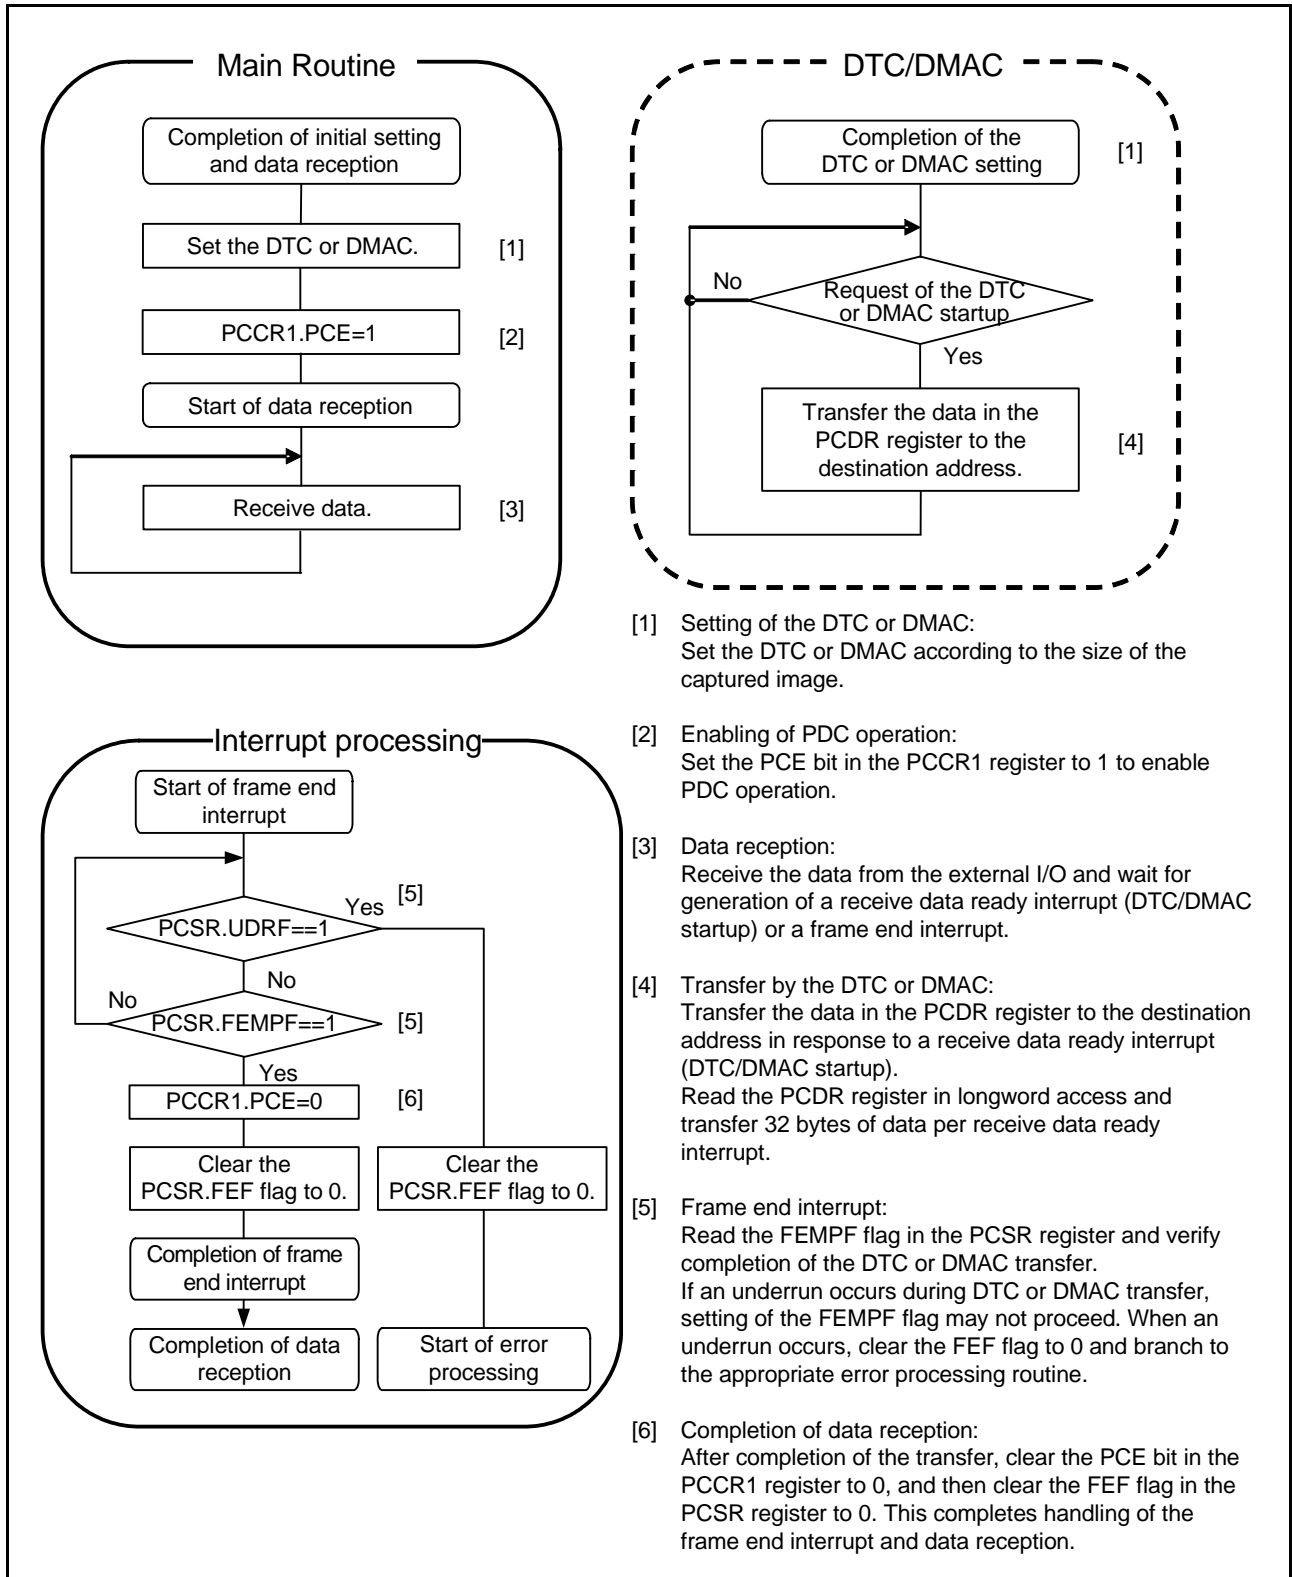 Main Routine
Completion of initial setting
and data reception
Set the DTC or DMAC.
[1]
PCCR1.PCE=1
[2]
Start of data reception
Receive data.
[3]
DTC/DMAC
Completion of the
DTC or DMAC setting
[1]
No
Request of the DTC
or DMAC startup
Yes
Transfer the data in the
PCDR register to the
destination address.
[4]
Interrupt processing
Start of frame end
interrupt
Yes
[5]
PCSR.UDRF==1
No
No
PCSR.FEMPF==1
[5]
Yes
PCCR1.PCE=0
[6]
Clear the
PCSR.FEF flag to 0.
Clear the
PCSR.FEF flag to 0.
Completion of frame
end interrupt
Completion of data
reception
Start of error
processing
[1] Setting of the DTC or DMAC:
Set the DTC or DMAC according to the size of the
captured image.
[2] Enabling of PDC operation:
Set the PCE bit in the PCCR1 register to 1 to enable
PDC operation.
[3] Data reception:
Receive the data from the external I/O and wait for
generation of a receive data ready interrupt (DTC/DMAC
startup) or a frame end interrupt.
[4] Transfer by the DTC or DMAC:
Transfer the data in the PCDR register to the destination
address in response to a receive data ready interrupt
(DTC/DMAC startup).
Read the PCDR register in longword access and
transfer 32 bytes of data per receive data ready
interrupt.
[5] Frame end interrupt:
Read the FEMPF flag in the PCSR register and verify
completion of the DTC or DMAC transfer.
If an underrun occurs during DTC or DMAC transfer,
setting of the FEMPF flag may not proceed. When an
underrun occurs, clear the FEF flag to 0 and branch to
the appropriate error processing routine.
[6] Completion of data reception:
After completion of the transfer, clear the PCE bit in the
PCCR1 register to 0, and then clear the FEF flag in the
PCSR register to 0. This completes handling of the
frame end interrupt and data reception.